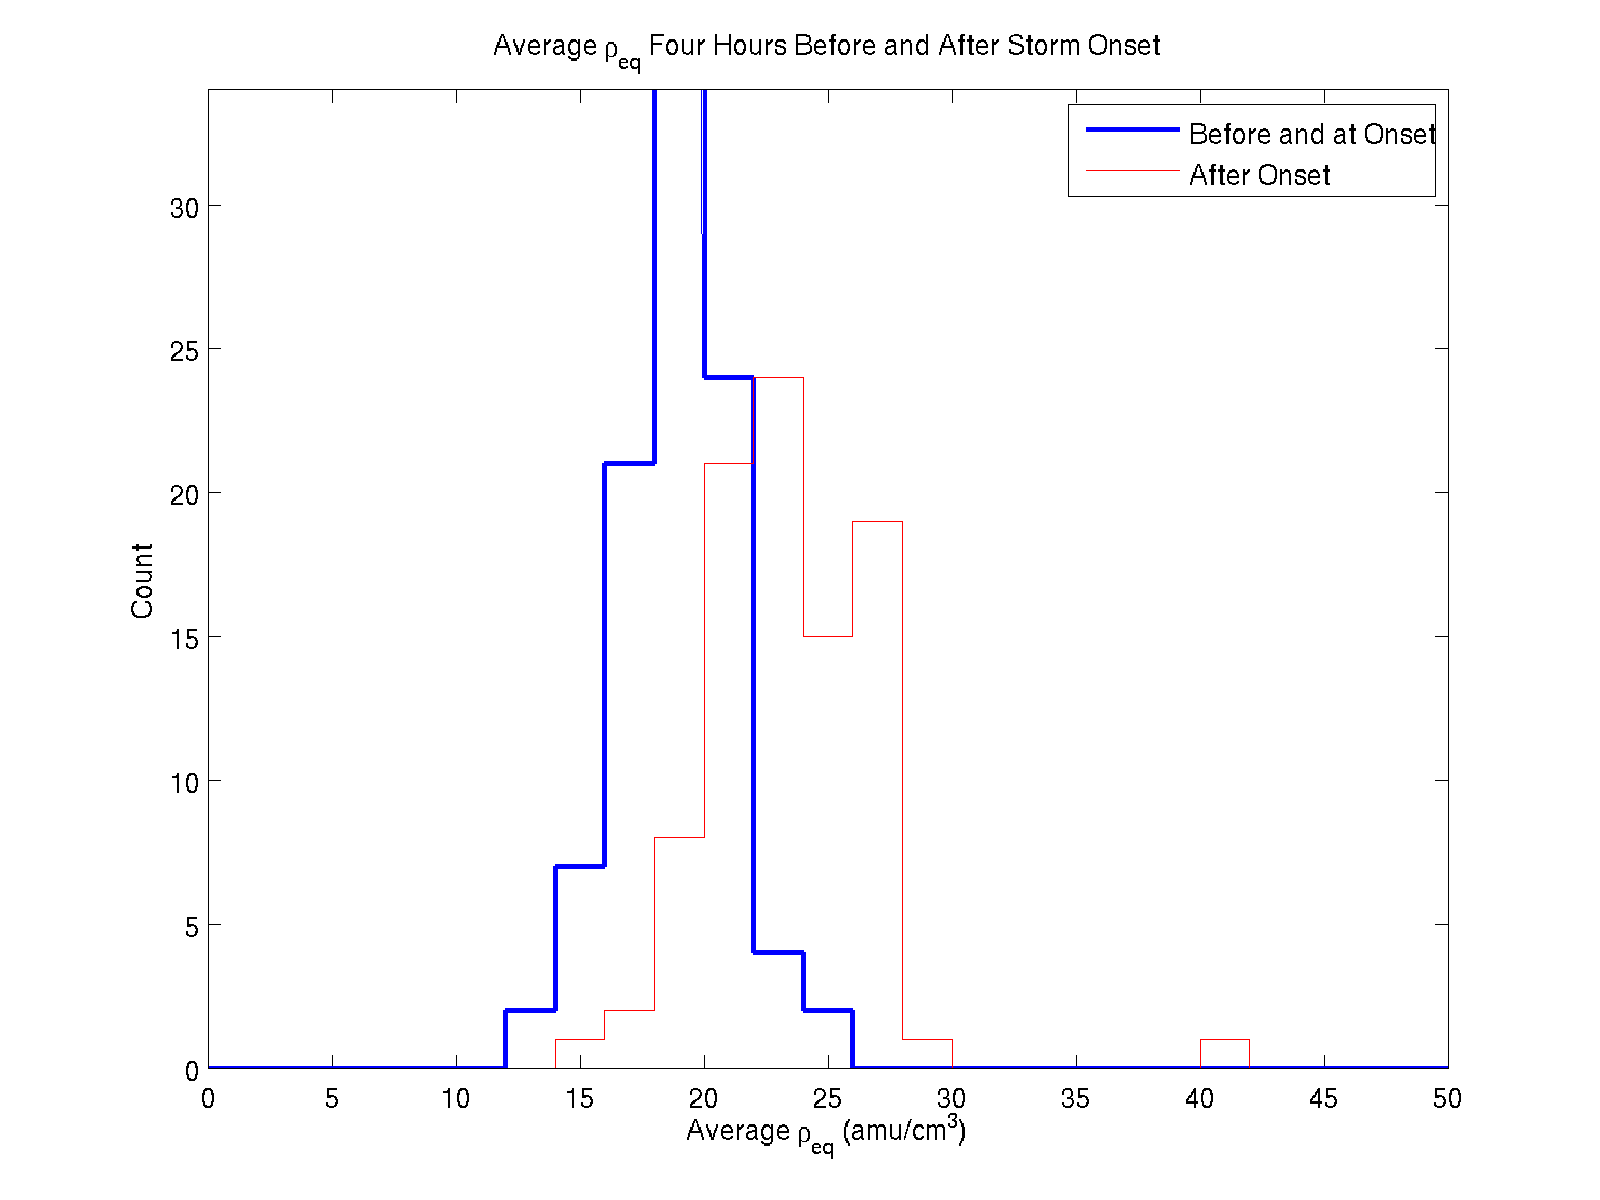 Average ρeq Four Hours Before and After Storm Onset
Before and at Onset
After Onset
30
25
20
15
10
5
0
Count
0 5 10 15 20 25 30 35 40 45 50
Average ρeq (amu/cm³)